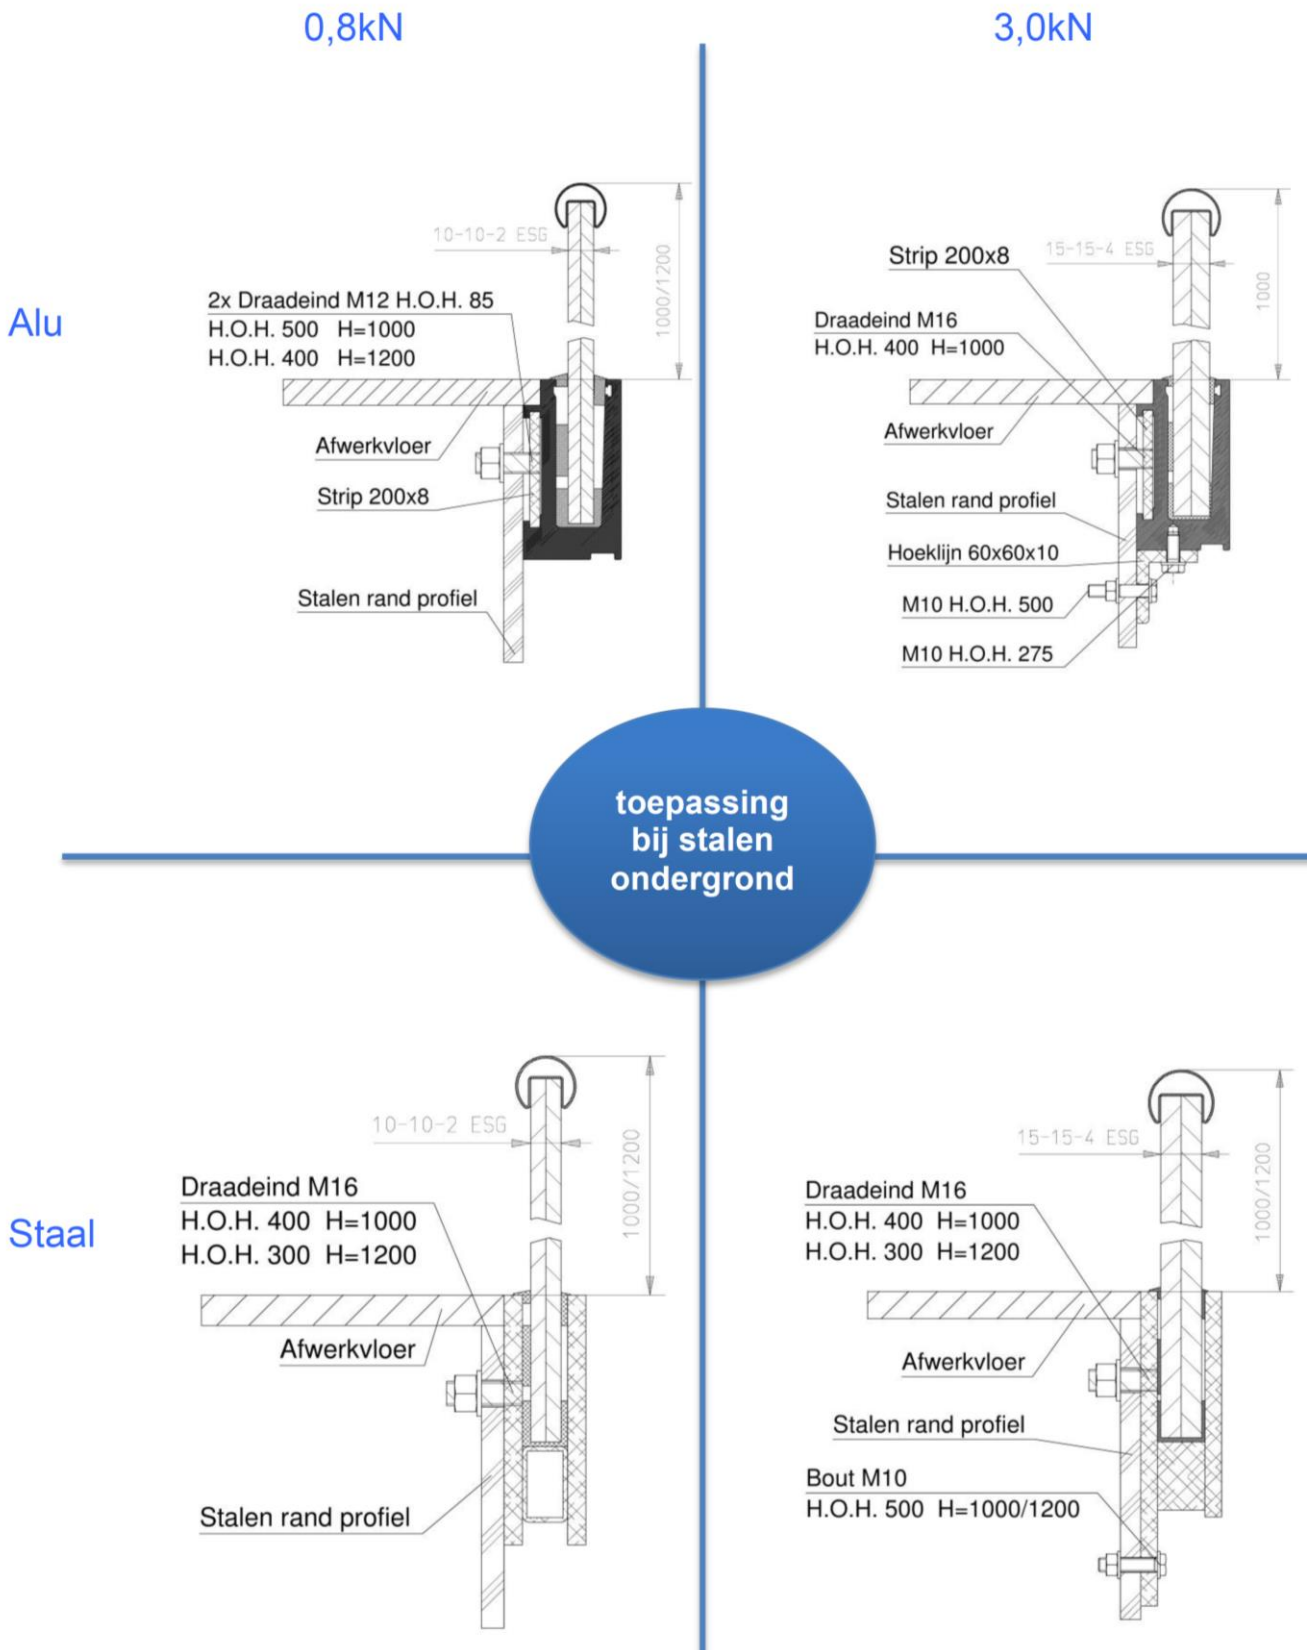 0,8kN
3,0kN
Alu
10-10-2 ESG
1000/1200
2x Draadeind M12 H.O.H. 85
H.O.H. 500 H=1000
H.O.H. 400 H=1200
Afwerkvloer
Strip 200x8
Stalen rand profiel
15-15-4 ESG
1000
Strip 200x8
Draadeind M16
H.O.H. 400 H=1000
Afwerkvloer
Stalen rand profiel
Hoeklijn 60x60x10
M10 H.O.H. 500
M10 H.O.H. 275
toepassing
bij stalen
ondergrond
Staal
10-10-2 ESG
1000/1200
Draadeind M16
H.O.H. 400 H=1000
H.O.H. 300 H=1200
Afwerkvloer
Stalen rand profiel
15-15-4 ESG
1000/1200
Draadeind M16
H.O.H. 400 H=1000
H.O.H. 300 H=1200
Afwerkvloer
Stalen rand profiel
Bout M10
H.O.H. 500 H=1000/1200